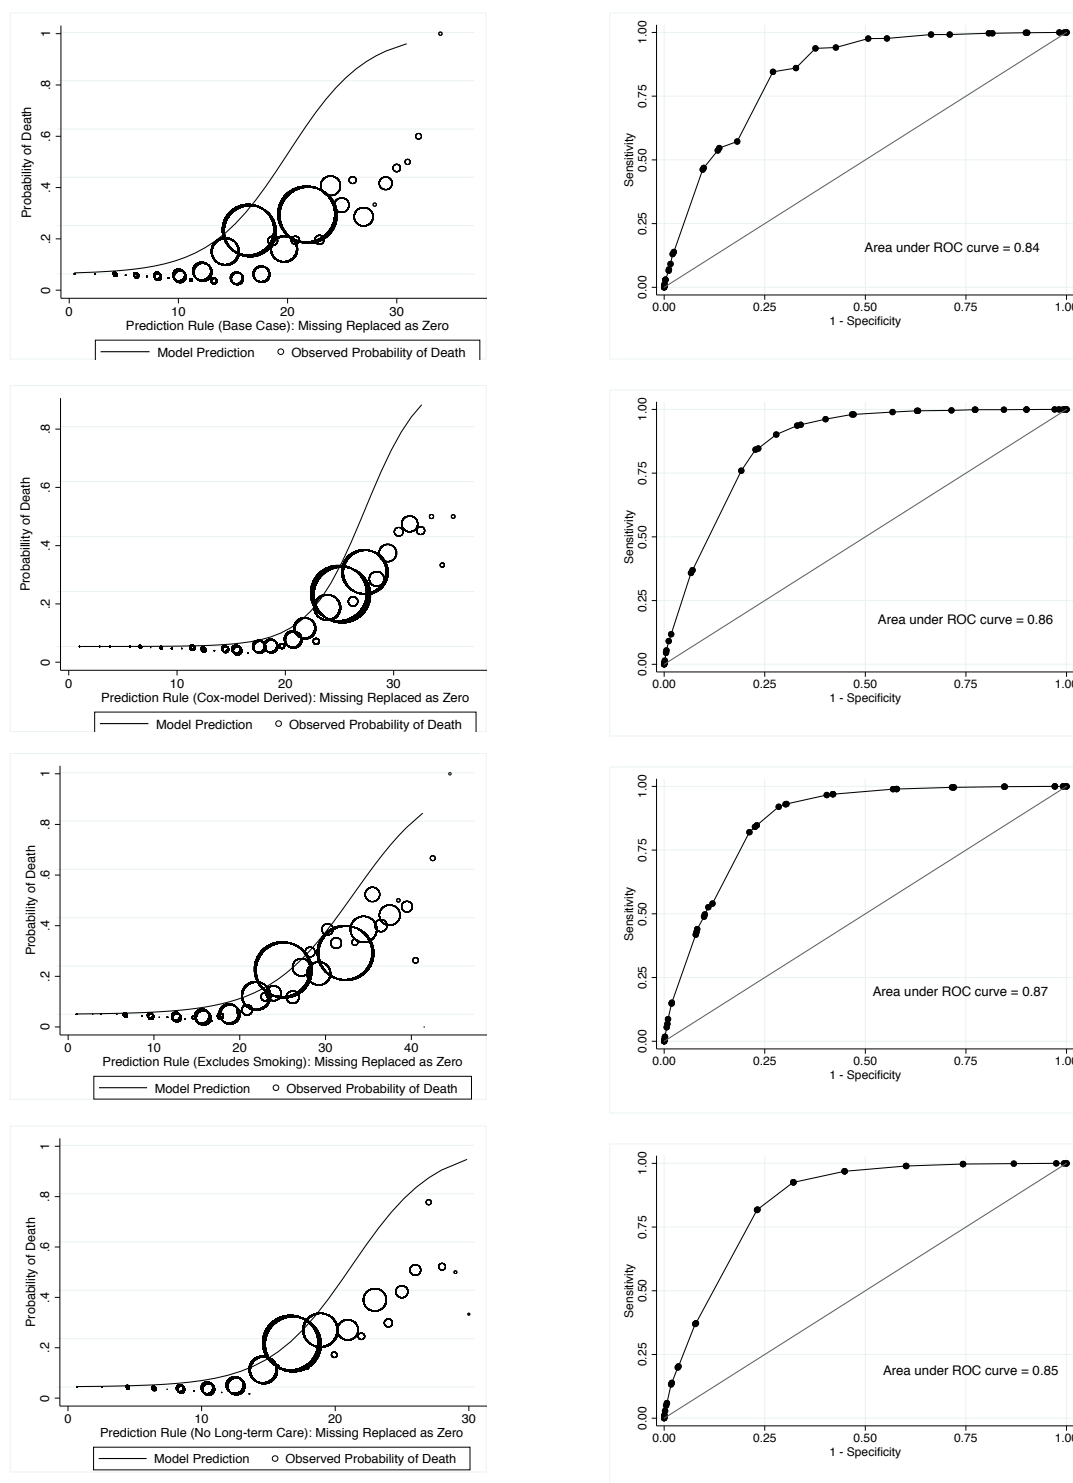 1
.8
.6
.4
.2
0
Probability of Death
0 10 20 30
Prediction Rule (Base Case): Missing Replaced as Zero
Model Prediction Observed Probability of Death
1.00
0.75
0.50
0.25
0.00
Sensitivity
Area under ROC curve = 0.84
0.00 0.25 0.50 0.75 1.00
1 - Specificity
.8
.6
.4
.2
0
Probability of Death
0 10 20 30
Prediction Rule (Cox-model Derived): Missing Replaced as Zero
Model Prediction Observed Probability of Death
1.00
0.75
0.50
0.25
0.00
Sensitivity
Area under ROC curve = 0.86
0.00 0.25 0.50 0.75 1.00
1 - Specificity
1
.8
.6
.4
.2
0
Probability of Death
0 10 20 30 40
Prediction Rule (Excludes Smoking): Missing Replaced as Zero
Model Prediction Observed Probability of Death
1.00
0.75
0.50
0.25
0.00
Sensitivity
Area under ROC curve = 0.87
0.00 0.25 0.50 0.75 1.00
1 - Specificity
1
.8
.6
.4
.2
0
Probability of Death
0 10 20 30
Prediction Rule (No Long-term Care): Missing Replaced as Zero
Model Prediction Observed Probability of Death
1.00
0.75
0.50
0.25
0.00
Sensitivity
Area under ROC curve = 0.85
0.00 0.25 0.50 0.75 1.00
1 - Specificity